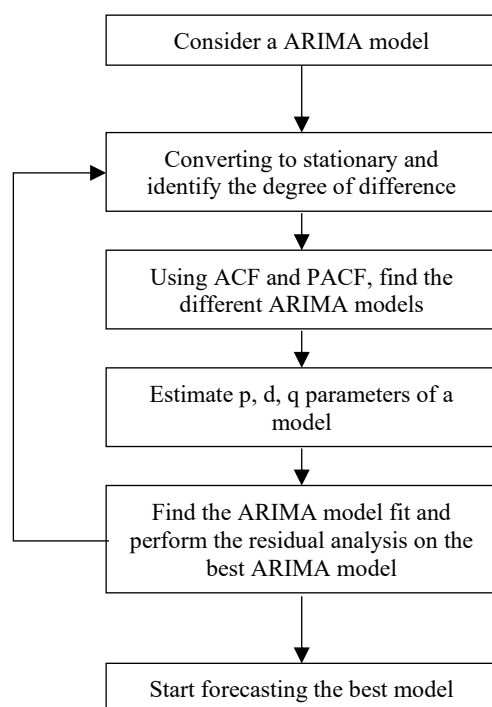 Consider a ARIMA model
Converting to stationary and
identify the degree of difference
Using ACF and PACF, find the
different ARIMA models
Estimate p, d, q parameters of a
model
Find the ARIMA model fit and
perform the residual analysis on the
best ARIMA model
Start forecasting the best model